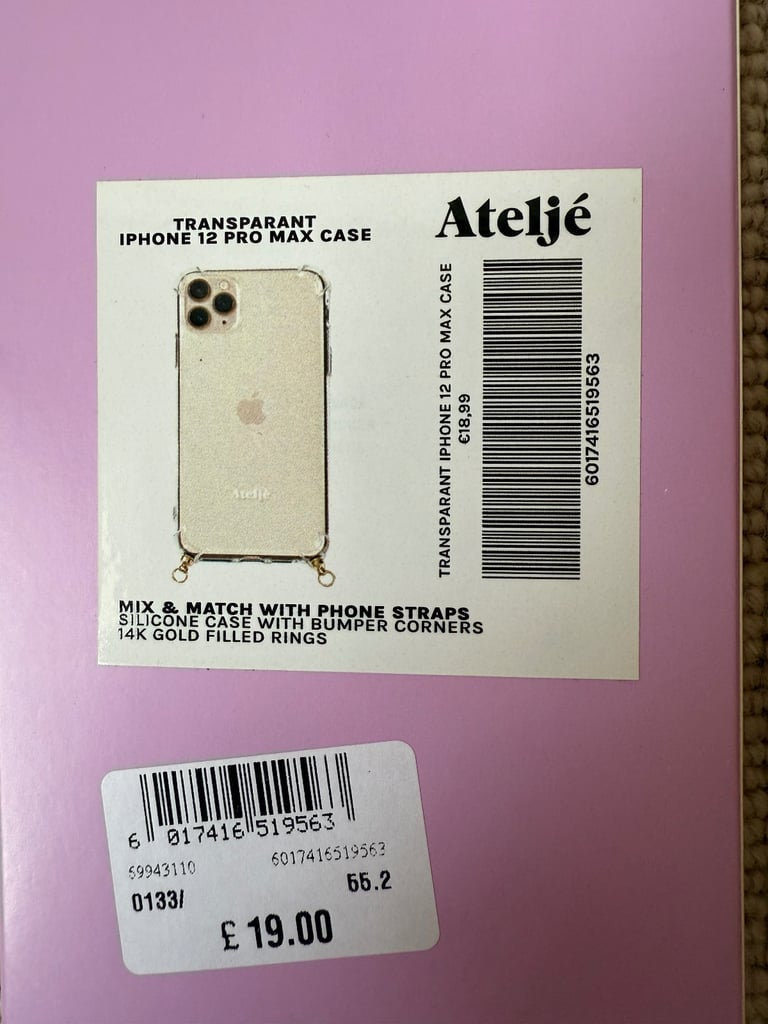 TRANSPARANT
IPHONE 12 PRO MAX CASE
Ateljé
TRANSPARANT IPHONE 12 PRO MAX CASE
€18,99
6017416519563
Ateljé
MIX & MATCH WITH PHONE STRAPS
SILICONE CASE WITH BUMPER CORNERS
14K GOLD FILLED RINGS
6 017416 519563
59943110 6017416519563
0133/ 55.2
£ 19.00